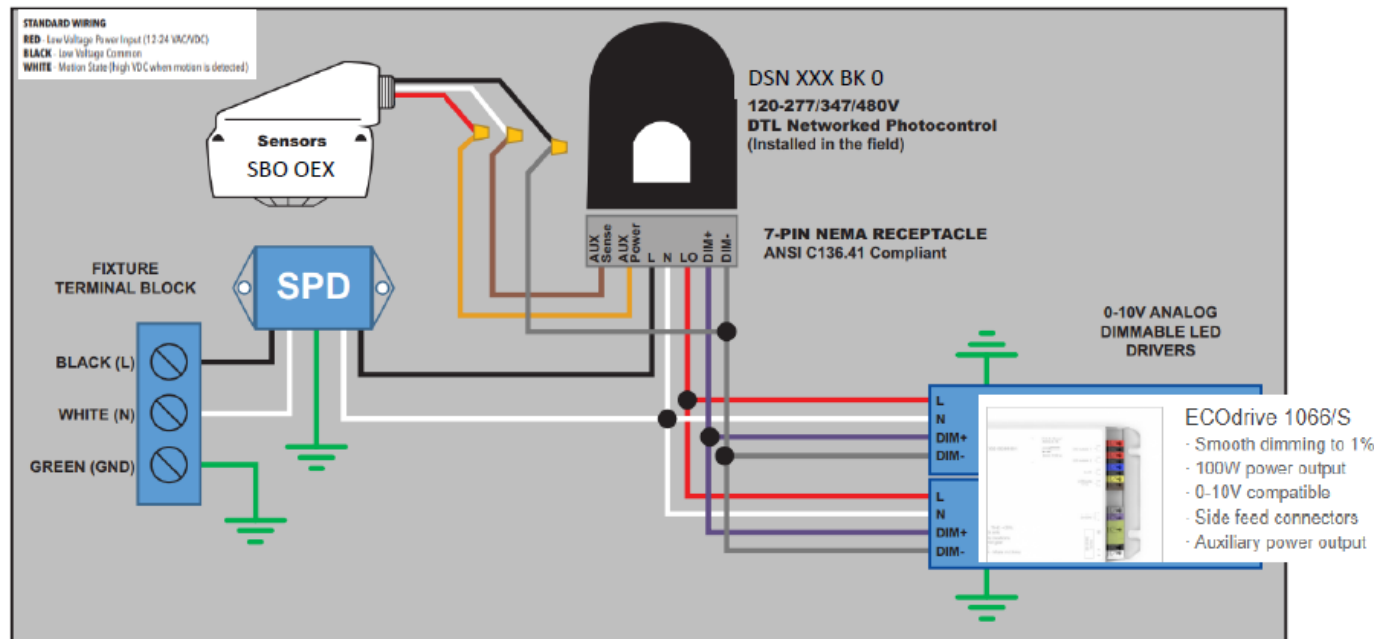 STANDARD WIRING
RED - Low Voltage Power Input (12-24 VAC/VDC)
BLACK - Low Voltage Common
WHITE - Motion State (high VDC when motion is detected)
Sensors
SBO OEX
DSN XXX BK 0
120-277/347/480V
DTL Networked Photocontrol
(Installed in the field)
AUX Sense
AUX Power
L
N
LO
DIM+
DIM-
7-PIN NEMA RECEPTACLE
ANSI C136.41 Compliant
FIXTURE
TERMINAL BLOCK
SPD
BLACK (L)
WHITE (N)
GREEN (GND)
0-10V ANALOG
DIMMABLE LED
DRIVERS
L
N
DIM+
DIM-
L
N
DIM+
DIM-
ECOdrive 1066/S
· Smooth dimming to 1%
· 100W power output
· 0-10V compatible
· Side feed connectors
· Auxiliary power output